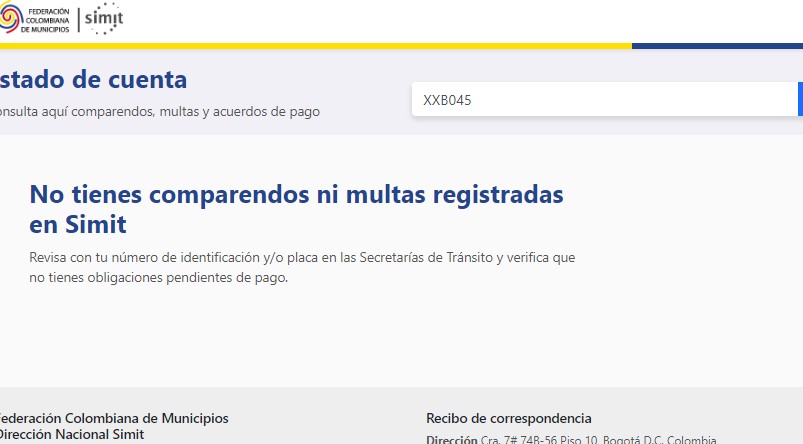 FEDERACIÓN
COLOMBIANA
DE MUNICIPIOS
simit
stado de cuenta
onsulta aquí comparendos, multas y acuerdos de pago
XXB045
No tienes comparendos ni multas registradas
en Simit
Revisa con tu número de identificación y/o placa en las Secretarías de Tránsito y verifica que
no tienes obligaciones pendientes de pago.
Federación Colombiana de Municipios
Dirección Nacional Simit
Recibo de correspondencia
Dirección Cra. 7# 74B-56 Piso 10, Bogotá D.C. Colombia